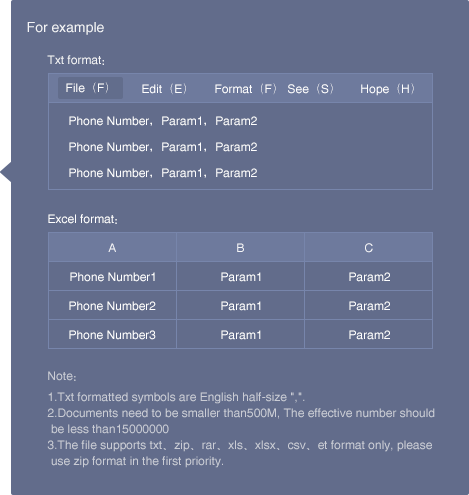 For example
Txt format：
File（F） Edit（E） Format（F） See（S） Hope（H）
Phone Number，Param1，Param2
Phone Number，Param1，Param2
Phone Number，Param1，Param2
Excel format：
A B C
Phone Number1 Param1 Param2
Phone Number2 Param1 Param2
Phone Number3 Param1 Param2
Note：
1.Txt formatted symbols are English half-size ",".
2.Documents need to be smaller than500M, The effective number should
be less than15000000
3.The file supports txt、zip、rar、xls、xlsx、csv、et format only, please
use zip format in the first priority.